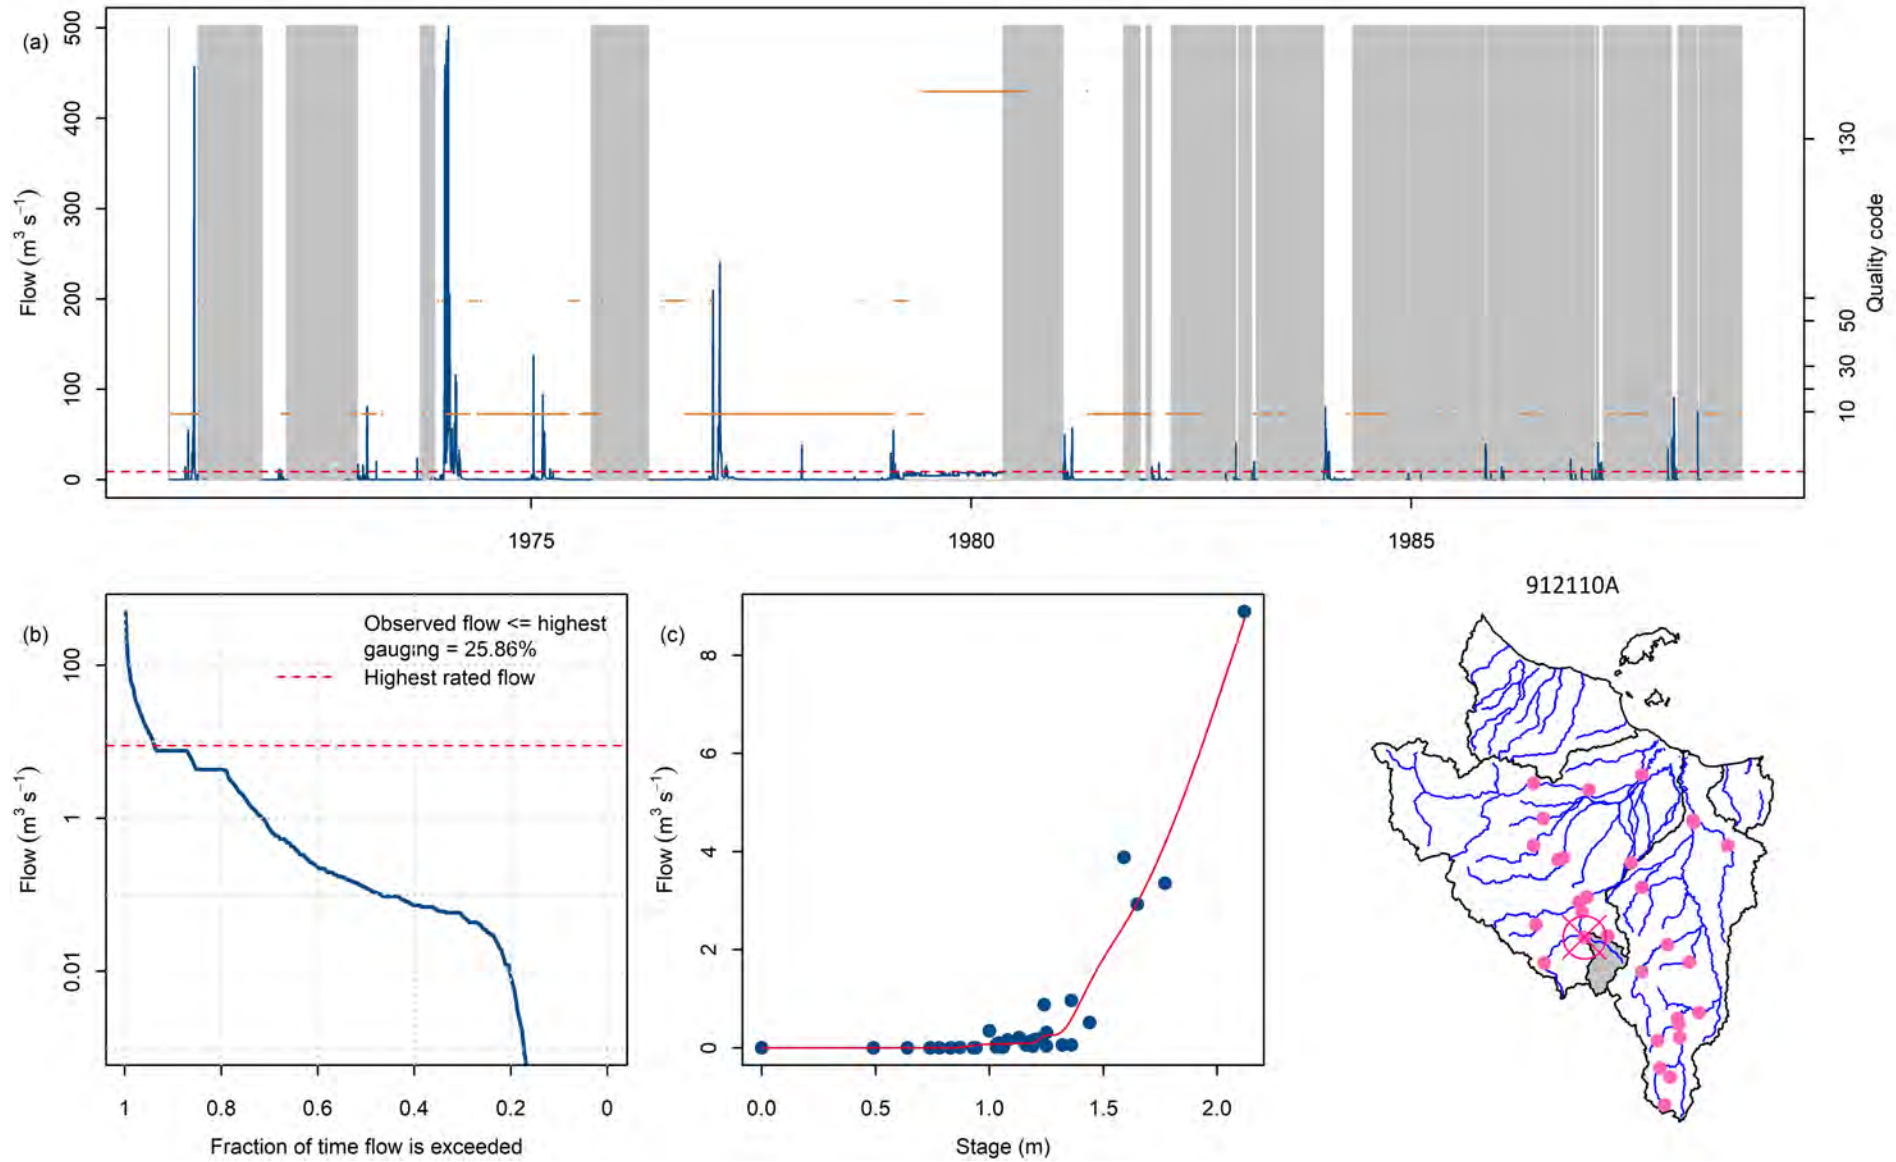 (a)
500
400
300
200
100
0
Flow (m³ s⁻¹)
130
50
30
10
Quality code
1975
1980
1985
(b)
Observed flow <= highest
gauging = 25.86%
Highest rated flow
100
1
0.01
Flow (m³ s⁻¹)
1
0.8
0.6
0.4
0.2
0
Fraction of time flow is exceeded
(c)
8
6
4
2
0
Flow (m³ s⁻¹)
0.0
0.5
1.0
1.5
2.0
Stage (m)
912110A